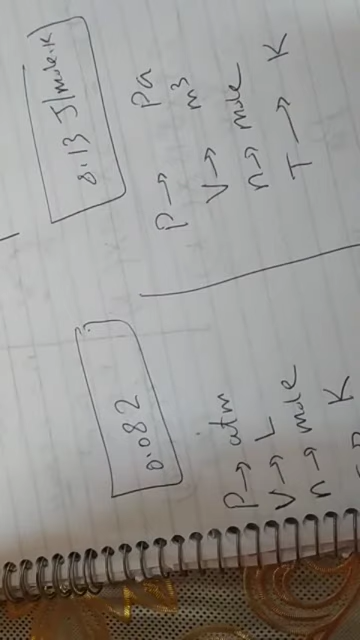 0.082
P → atm
V → L
n → mole
K
8.13 J/mole.K
P → Pa
V → m³
n → mole
T → K